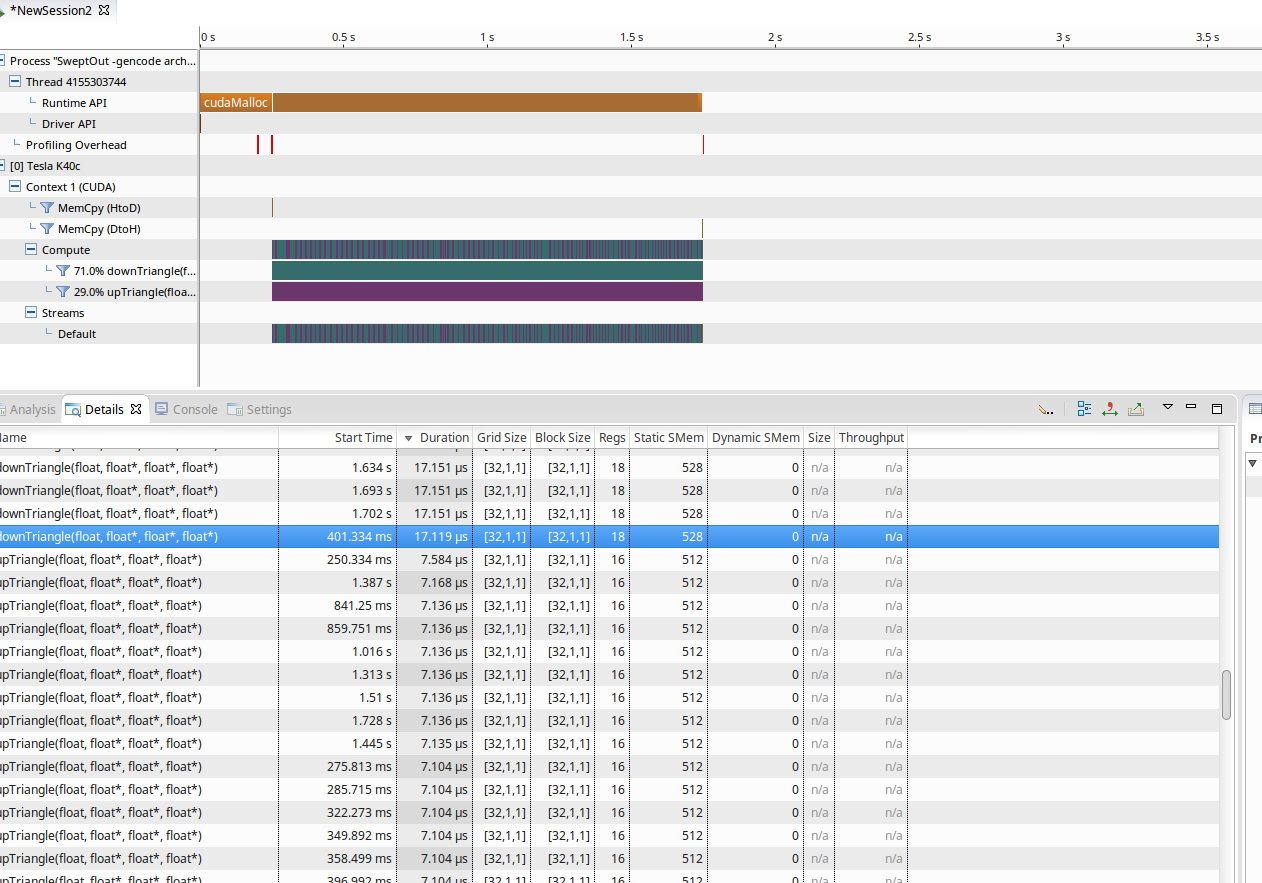 *NewSession2
0 s 0.5 s 1 s 1.5 s 2 s 2.5 s 3 s 3.5 s
Process "SweptOut -gencode arch...
Thread 4155303744
Runtime API cudaMalloc
Driver API
Profiling Overhead
[0] Tesla K40c
Context 1 (CUDA)
MemCpy (HtoD)
MemCpy (DtoH)
Compute
71.0% downTriangle(f...
29.0% upTriangle(floa...
Streams
Default
Analysis Details Console Settings
ame Start Time Duration Grid Size Block Size Regs Static SMem Dynamic SMem Size Throughput Pr
downTriangle(float, float*, float*, float*) 1.634 s 17.151 µs [32,1,1] [32,1,1] 18 528 0 n/a n/a
downTriangle(float, float*, float*, float*) 1.693 s 17.151 µs [32,1,1] [32,1,1] 18 528 0 n/a n/a
downTriangle(float, float*, float*, float*) 1.702 s 17.151 µs [32,1,1] [32,1,1] 18 528 0 n/a n/a
downTriangle(float, float*, float*, float*) 401.334 ms 17.119 µs [32,1,1] [32,1,1] 18 528 0 n/a n/a
upTriangle(float, float*, float*, float*) 250.334 ms 7.584 µs [32,1,1] [32,1,1] 16 512 0 n/a n/a
upTriangle(float, float*, float*, float*) 1.387 s 7.168 µs [32,1,1] [32,1,1] 16 512 0 n/a n/a
upTriangle(float, float*, float*, float*) 841.25 ms 7.136 µs [32,1,1] [32,1,1] 16 512 0 n/a n/a
upTriangle(float, float*, float*, float*) 859.751 ms 7.136 µs [32,1,1] [32,1,1] 16 512 0 n/a n/a
upTriangle(float, float*, float*, float*) 1.016 s 7.136 µs [32,1,1] [32,1,1] 16 512 0 n/a n/a
upTriangle(float, float*, float*, float*) 1.313 s 7.136 µs [32,1,1] [32,1,1] 16 512 0 n/a n/a
upTriangle(float, float*, float*, float*) 1.51 s 7.136 µs [32,1,1] [32,1,1] 16 512 0 n/a n/a
upTriangle(float, float*, float*, float*) 1.728 s 7.136 µs [32,1,1] [32,1,1] 16 512 0 n/a n/a
upTriangle(float, float*, float*, float*) 1.445 s 7.135 µs [32,1,1] [32,1,1] 16 512 0 n/a n/a
upTriangle(float, float*, float*, float*) 275.813 ms 7.104 µs [32,1,1] [32,1,1] 16 512 0 n/a n/a
upTriangle(float, float*, float*, float*) 285.715 ms 7.104 µs [32,1,1] [32,1,1] 16 512 0 n/a n/a
upTriangle(float, float*, float*, float*) 322.273 ms 7.104 µs [32,1,1] [32,1,1] 16 512 0 n/a n/a
upTriangle(float, float*, float*, float*) 349.892 ms 7.104 µs [32,1,1] [32,1,1] 16 512 0 n/a n/a
upTriangle(float, float*, float*, float*) 358.499 ms 7.104 µs [32,1,1] [32,1,1] 16 512 0 n/a n/a
upTriangle(float, float*, float*, float*) 396.992 ms 7.104 µs [32,1,1] [32,1,1] 16 512 0 n/a n/a